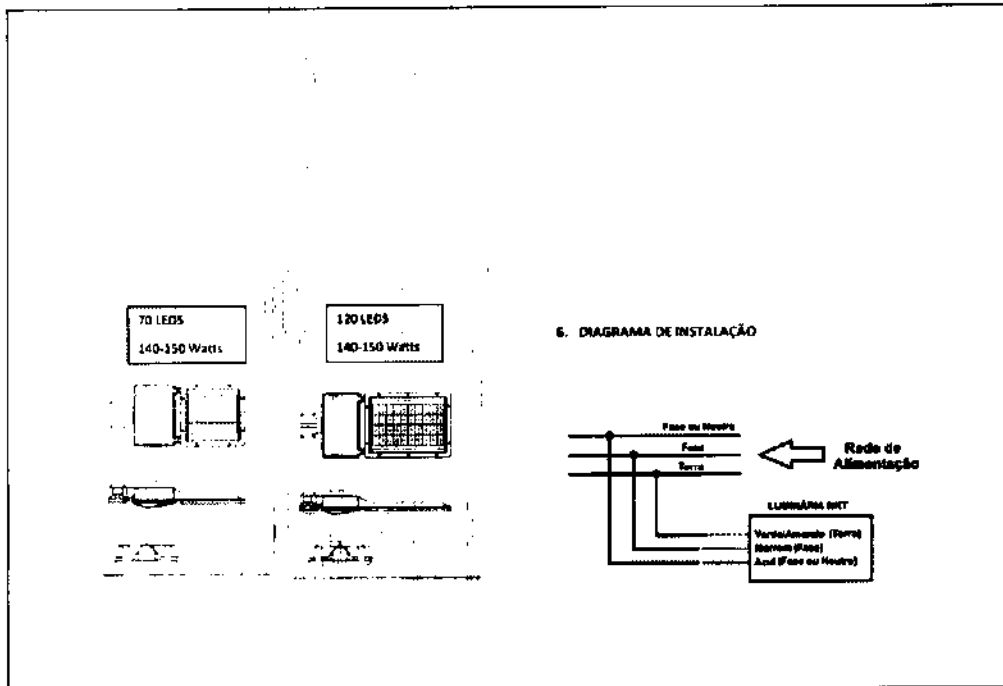 70 LEDS
140-150 Watts
120 LEDS
140-150 Watts
6. DIAGRAMA DE INSTALAÇÃO
Fase ou Neutro
Fase
Terra
Rede de
Alimentação
LUMINÁRIA
Verde/Amarelo (Terra)
Marrom (Fase)
Azul (Fase ou Neutro)